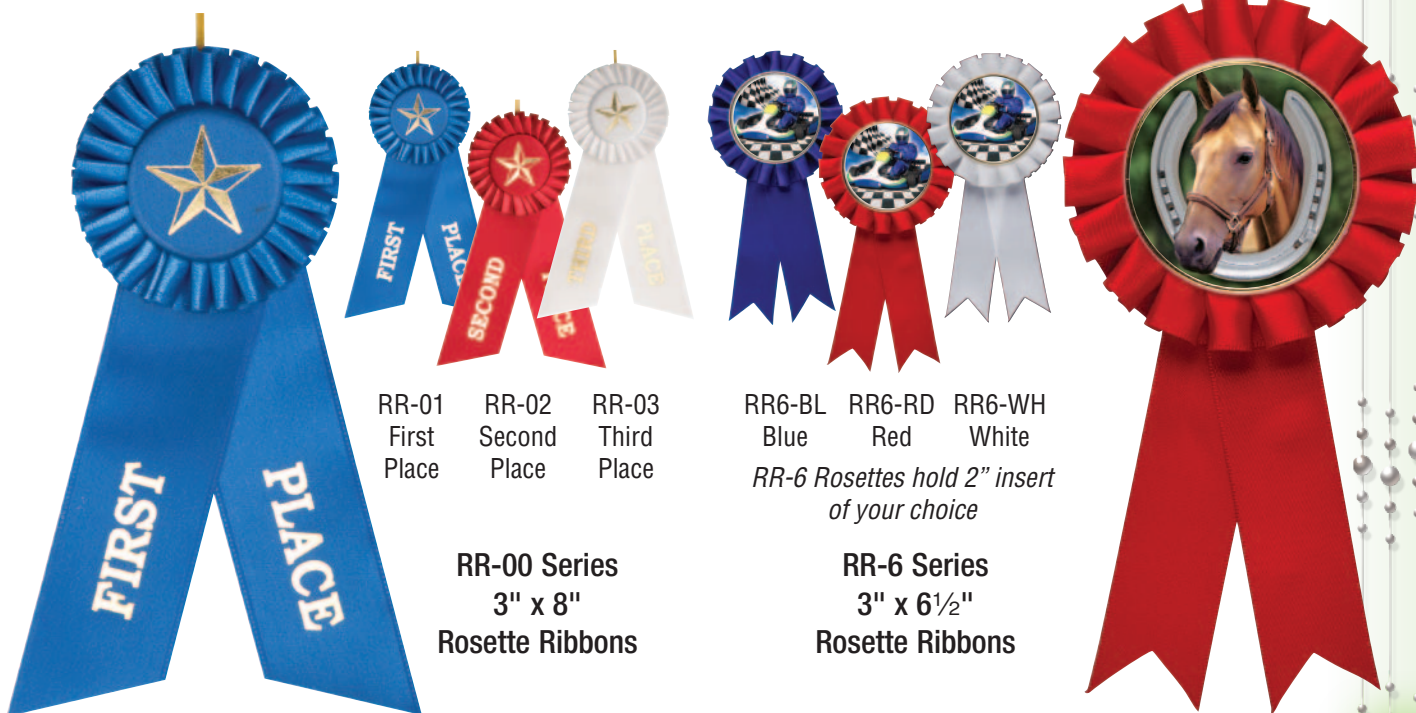 FIRST
PLACE
FIRST
PLACE
SECOND
THIRD
PLACE
RR-01
First
Place
RR-02
Second
Place
RR-03
Third
Place
RR-00 Series
3" x 8"
Rosette Ribbons
RR6-BL
Blue
RR6-RD
Red
RR6-WH
White
RR-6 Rosettes hold 2” insert
of your choice
RR-6 Series
3" x 6½"
Rosette Ribbons